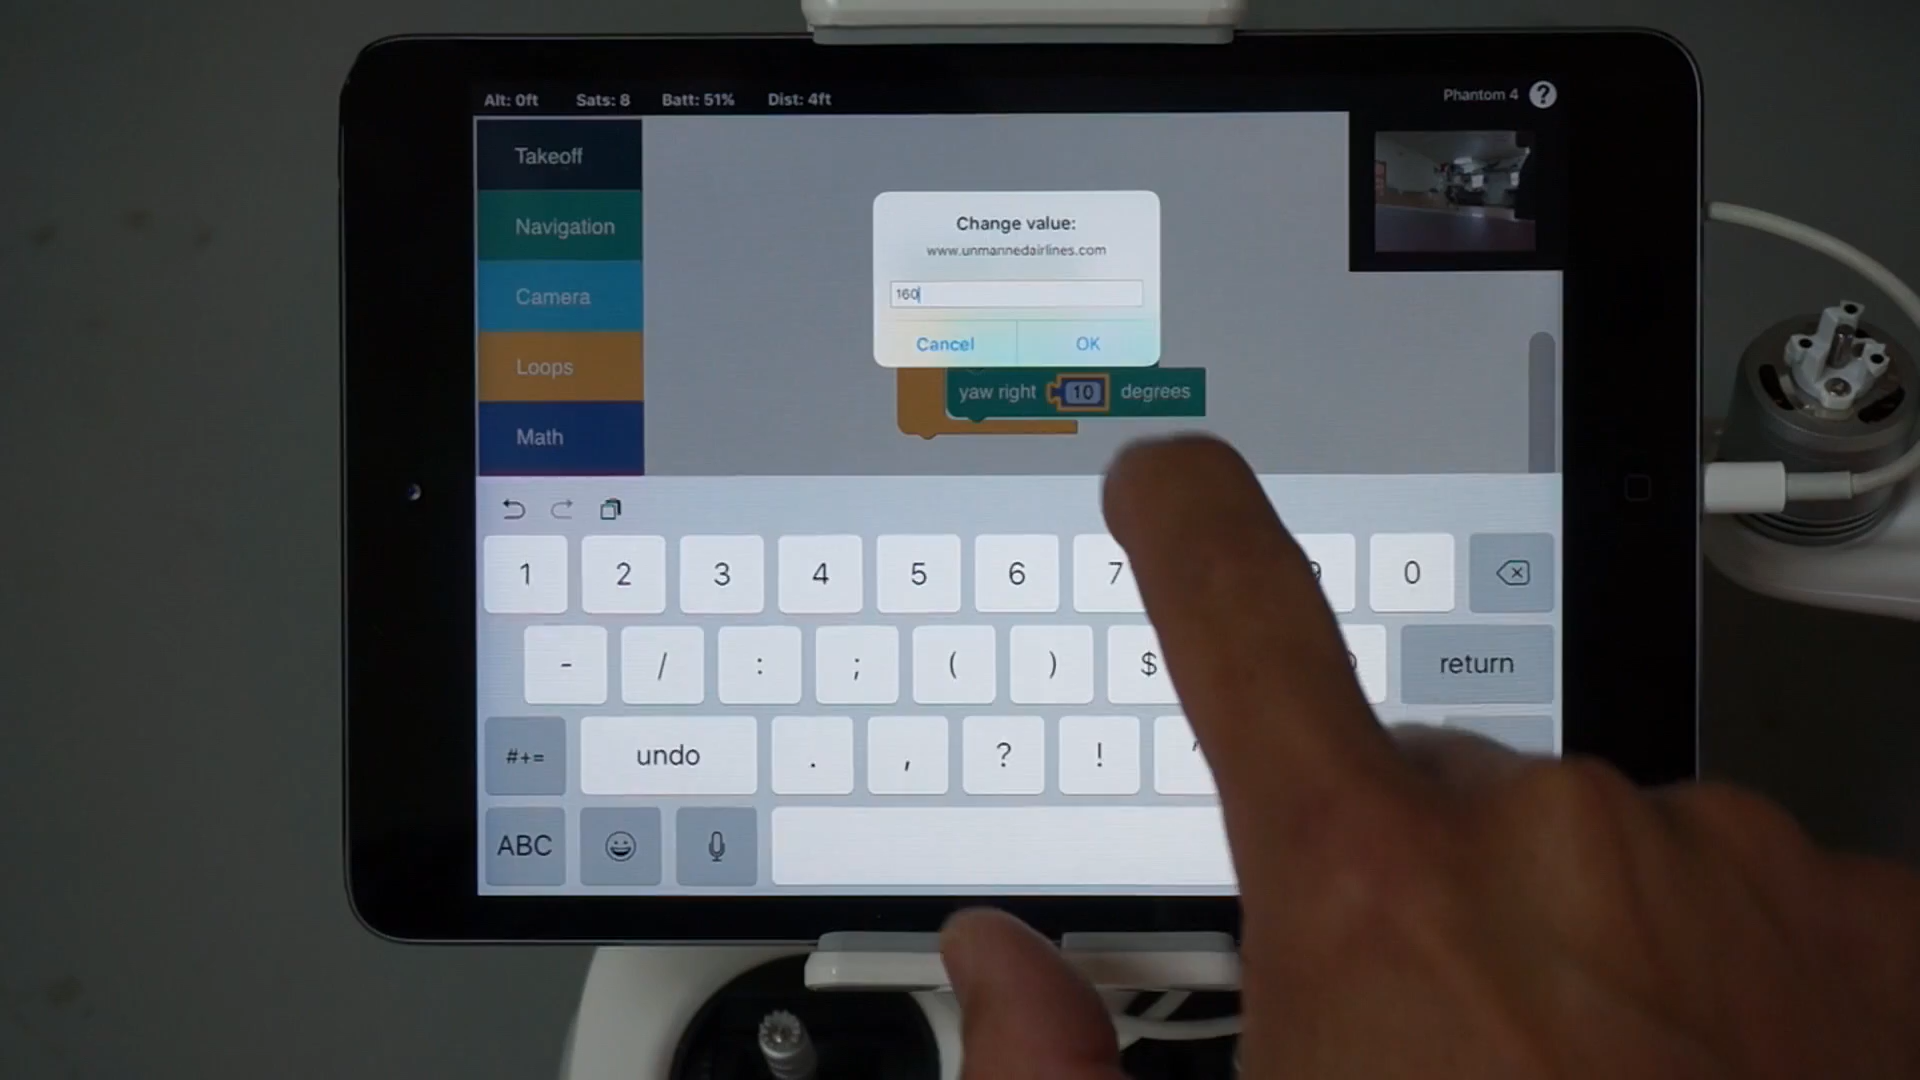 Alt: 0ft Sats: 8 Batt: 51% Dist: 4ft
Phantom 4 ?
Takeoff
Navigation
Camera
Loops
Math
Change value:
www.unmannedairlines.com
160
Cancel OK
yaw right 10 degrees
1 2 3 4 5 6 7 9 0
- / : ; ( ) $
return
#+= undo . , ? !
ABC